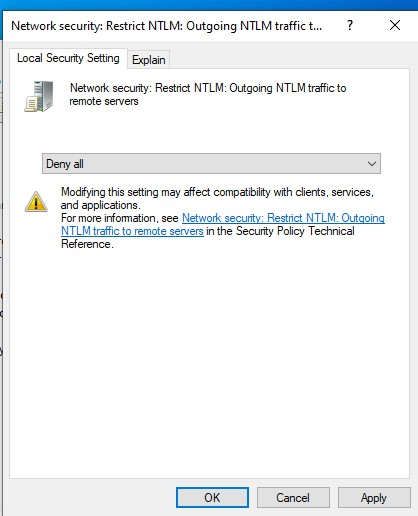 Network security: Restrict NTLM: Outgoing NTLM traffic t...
?
Local Security Setting
Explain
Network security: Restrict NTLM: Outgoing NTLM traffic to
remote servers
Deny all
Modifying this setting may affect compatibility with clients, services,
and applications.
For more information, see Network security: Restrict NTLM: Outgoing
NTLM traffic to remote servers in the Security Policy Technical
Reference.
OK
Cancel
Apply